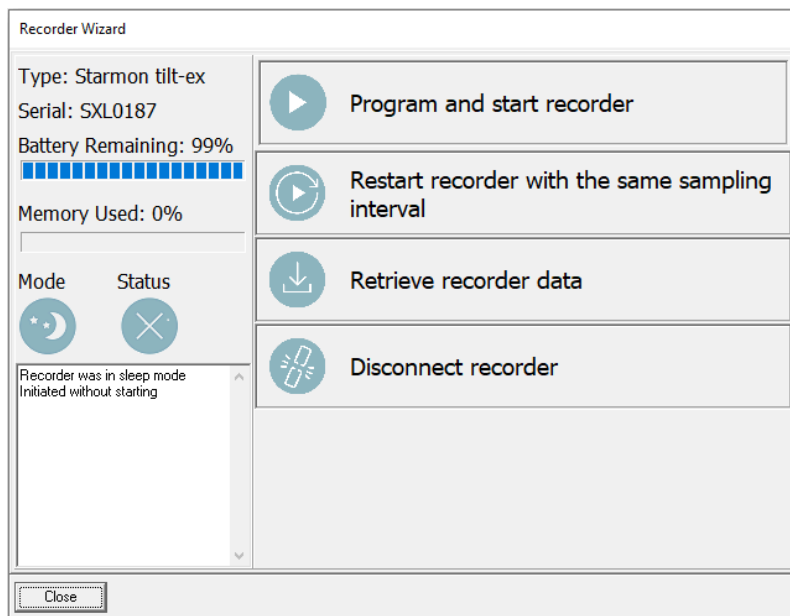 Recorder Wizard
Type: Starmon tilt-ex
Serial: SXL0187
Battery Remaining: 99%
Memory Used: 0%
Mode Status
Recorder was in sleep mode
Initiated without starting
Program and start recorder
Restart recorder with the same sampling
interval
Retrieve recorder data
Disconnect recorder
Close